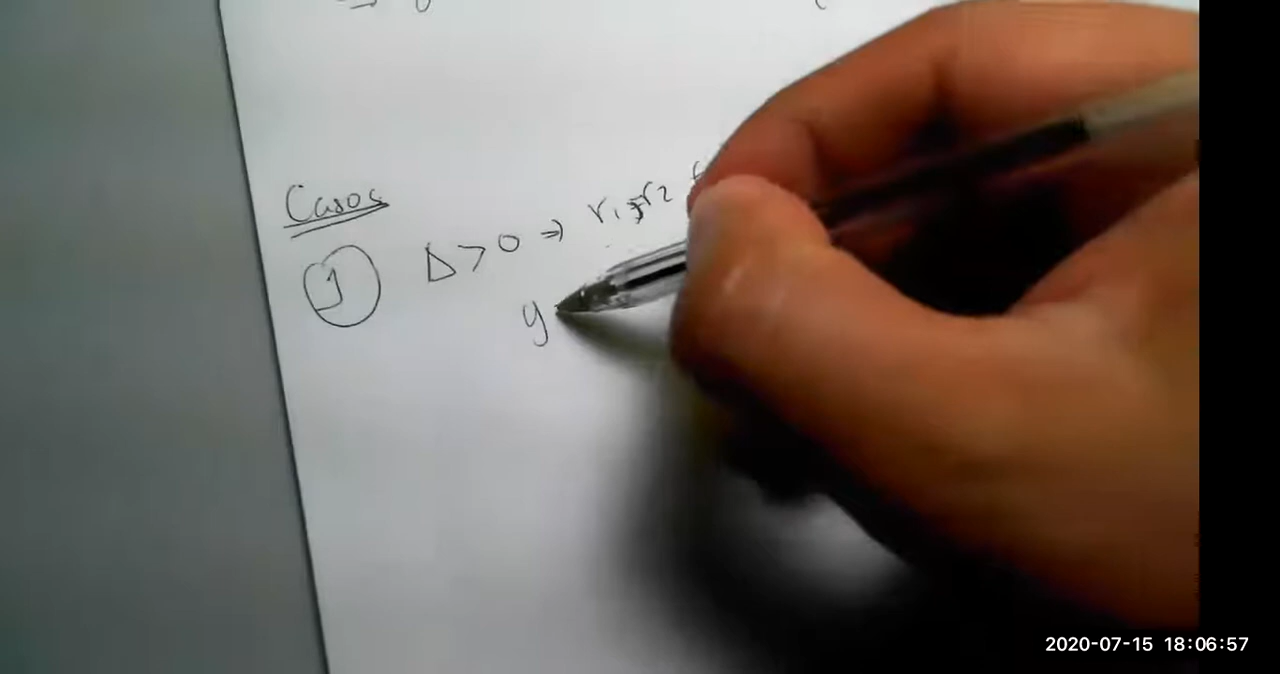 Casos
1 Δ > 0 ⇒ r₁, r₂
y
2020-07-15 18:06:57